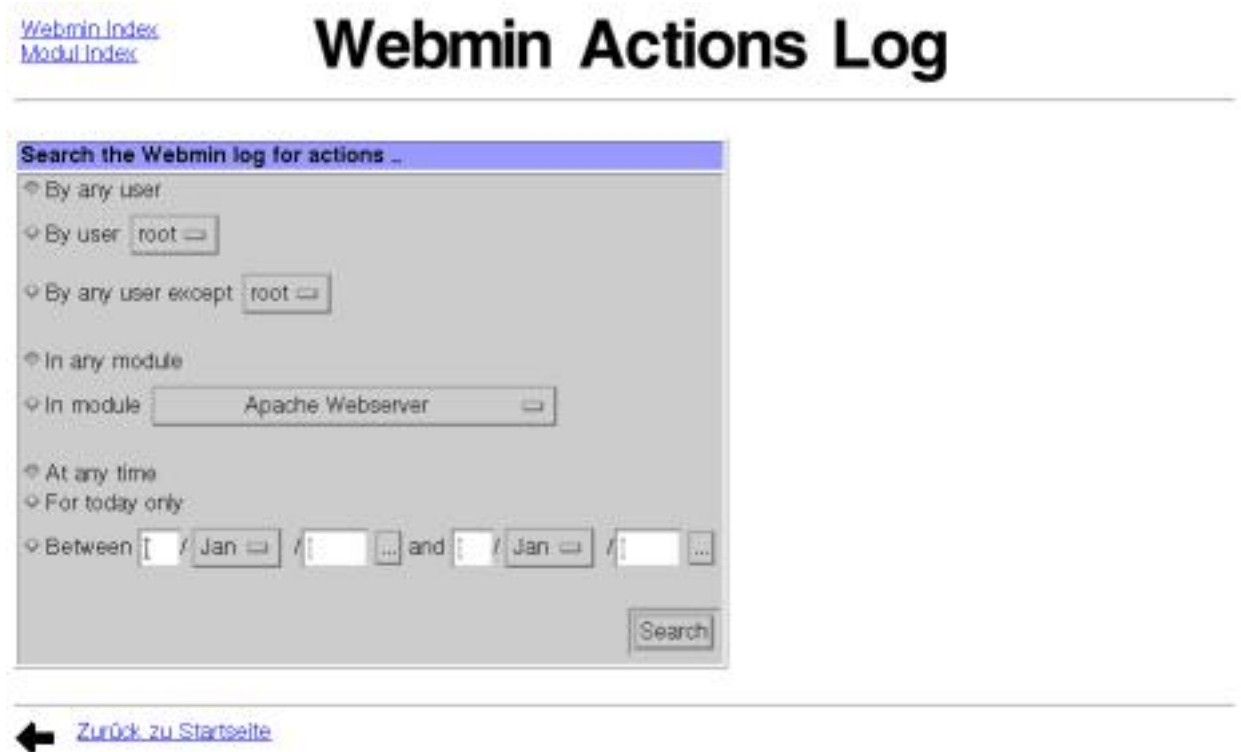 Webmin Index
Modul Index
Webmin Actions Log
Search the Webmin log for actions ..
By any user
By user root
By any user except root
In any module
In module Apache Webserver
At any time
For today only
Between / Jan / ... and / Jan / ...
Search
Zurück zu Startseite